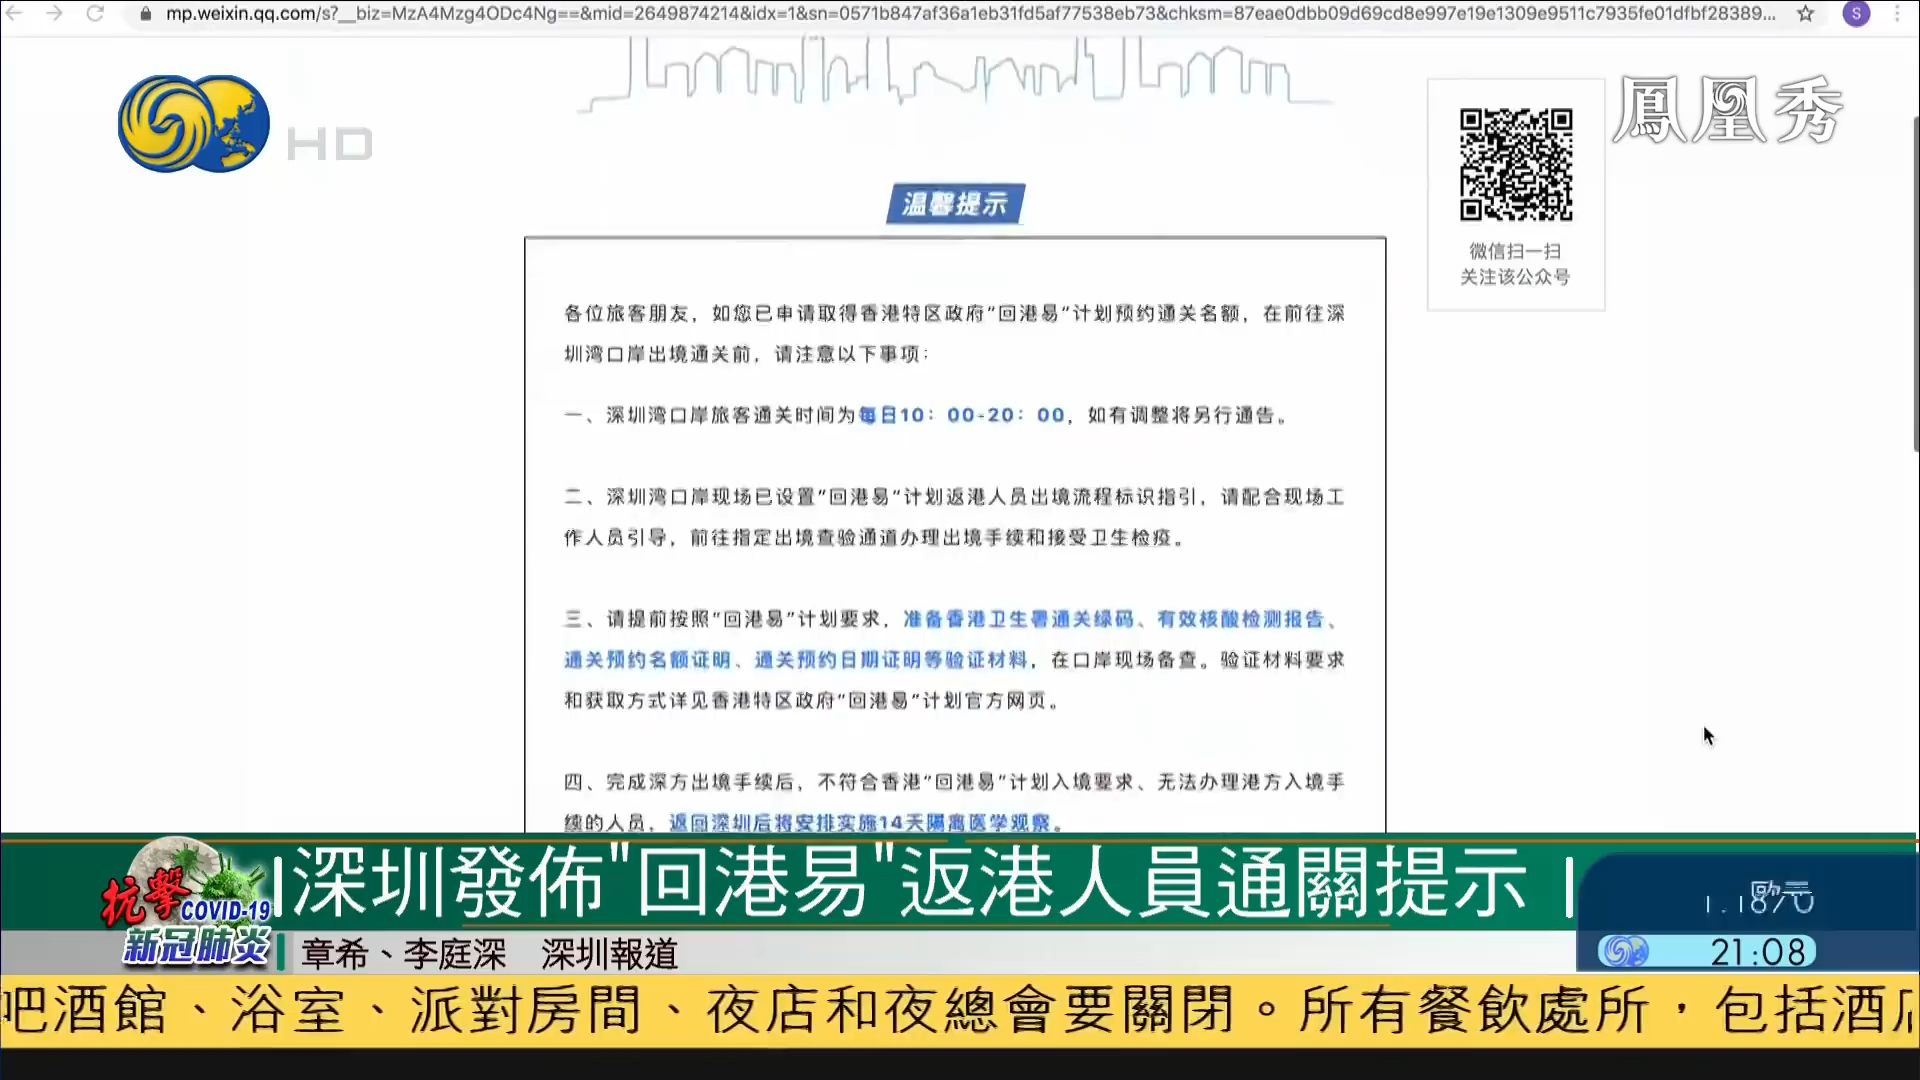 mp.weixin.qq.com/s?__biz=MzA4Mzg4ODc4Ng==&mid=2649874214&idx=1&sn=0571b847af36a1eb31fd5af77538eb73&chksm=87eae0dbb09d69cd8e997e19e1309e9511c7935fe01dfbf28389...
S
HD
鳳凰秀
微信扫一扫
关注该公众号
温馨提示
各位旅客朋友，如您已申请取得香港特区政府“回港易”计划预约通关名额，在前往深
圳湾口岸出境通关前，请注意以下事项：
一、深圳湾口岸旅客通关时间为每日10：00-20：00，如有调整将另行通告。
二、深圳湾口岸现场已设置“回港易”计划返港人员出境流程标识指引，请配合现场工
作人员引导，前往指定出境查验通道办理出境手续和接受卫生检疫。
三、请提前按照“回港易”计划要求，准备香港卫生署通关绿码、有效核酸检测报告、
通关预约名额证明、通关预约日期证明等验证材料，在口岸现场备查。验证材料要求
和获取方式详见香港特区政府“回港易”计划官方网页。
四、完成深方出境手续后，不符合香港“回港易”计划入境要求、无法办理港方入境手
续的人员，返回深圳后将安排实施14天隔离医学观察。
抗擊
COVID-19
新冠肺炎
深圳發佈"回港易"返港人員通關提示
章希、李庭深 深圳報道
歐元
21:08
吧酒館、浴室、派對房間、夜店和夜總會要關閉。所有餐飲處所，包括酒店